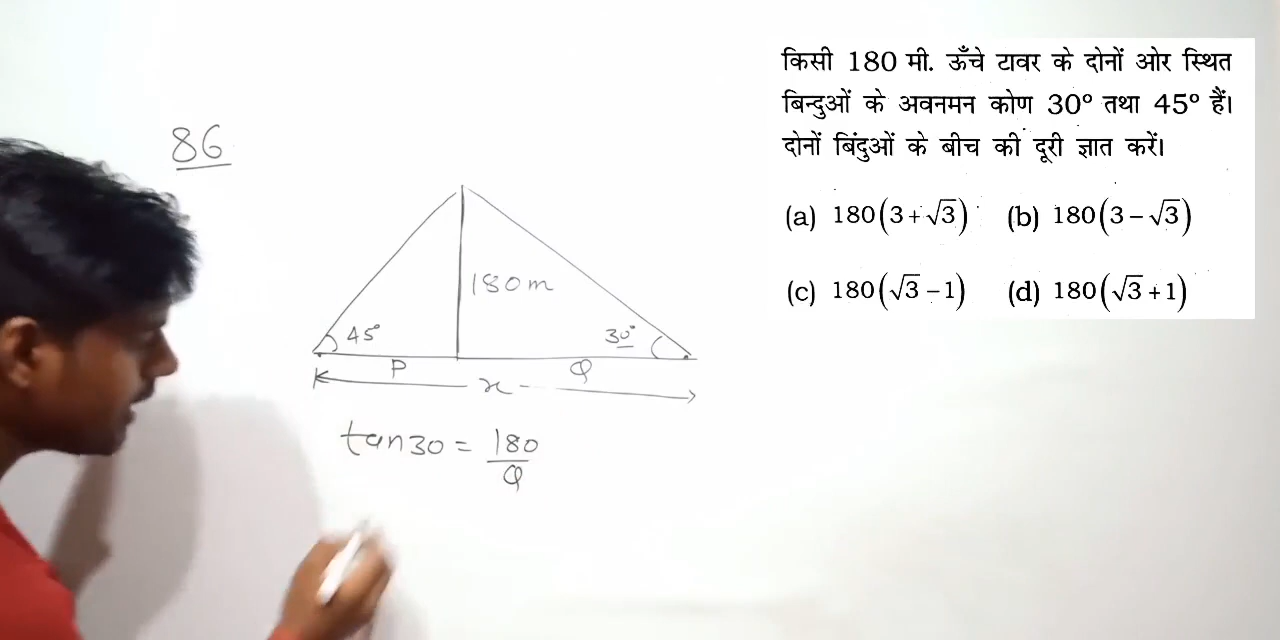 86
180m
45°
30°
P
Q
x
tan30 = 180/Q
किसी 180 मी. ऊँचे टावर के दोनों ओर स्थित
बिन्दुओं के अवनमन कोण 30° तथा 45° हैं।
दोनों बिंदुओं के बीच की दूरी ज्ञात करें।
(a) 180(3+√3) (b) 180(3-√3)
(c) 180(√3-1) (d) 180(√3+1)